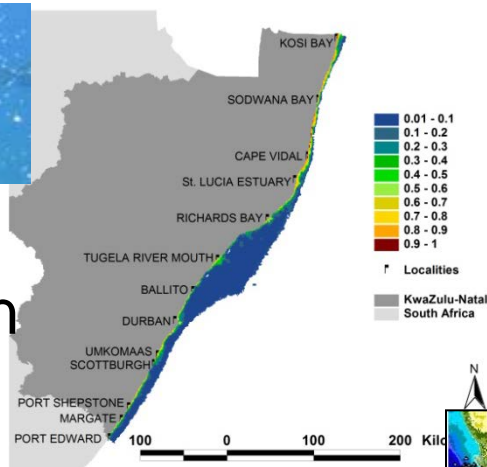 KOSI BAY
SODWANA BAY
CAPE VIDAL
St. LUCIA ESTUARY
RICHARDS BAY
TUGELA RIVER MOUTH
BALLITO
DURBAN
UMKOMAAS
SCOTTBURGH
PORT SHEPSTONE
MARGATE
PORT EDWARD
0.01 - 0.1
0.1 - 0.2
0.2 - 0.3
0.3 - 0.4
0.4 - 0.5
0.5 - 0.6
0.6 - 0.7
0.7 - 0.8
0.8 - 0.9
0.9 - 1
Localities
KwaZulu-Natal
South Africa
n
N
100 0 100 200 Kilo